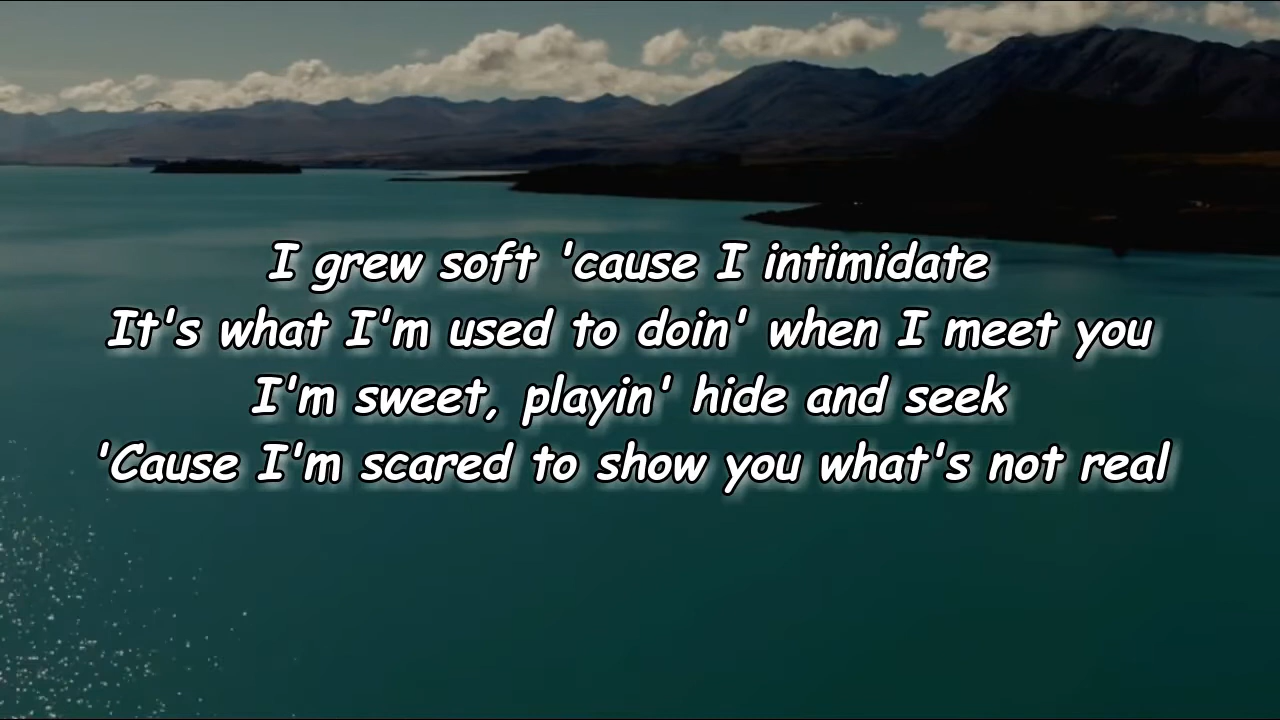 I grew soft 'cause I intimidate
It's what I'm used to doin' when I meet you
I'm sweet, playin' hide and seek
'Cause I'm scared to show you what's not real